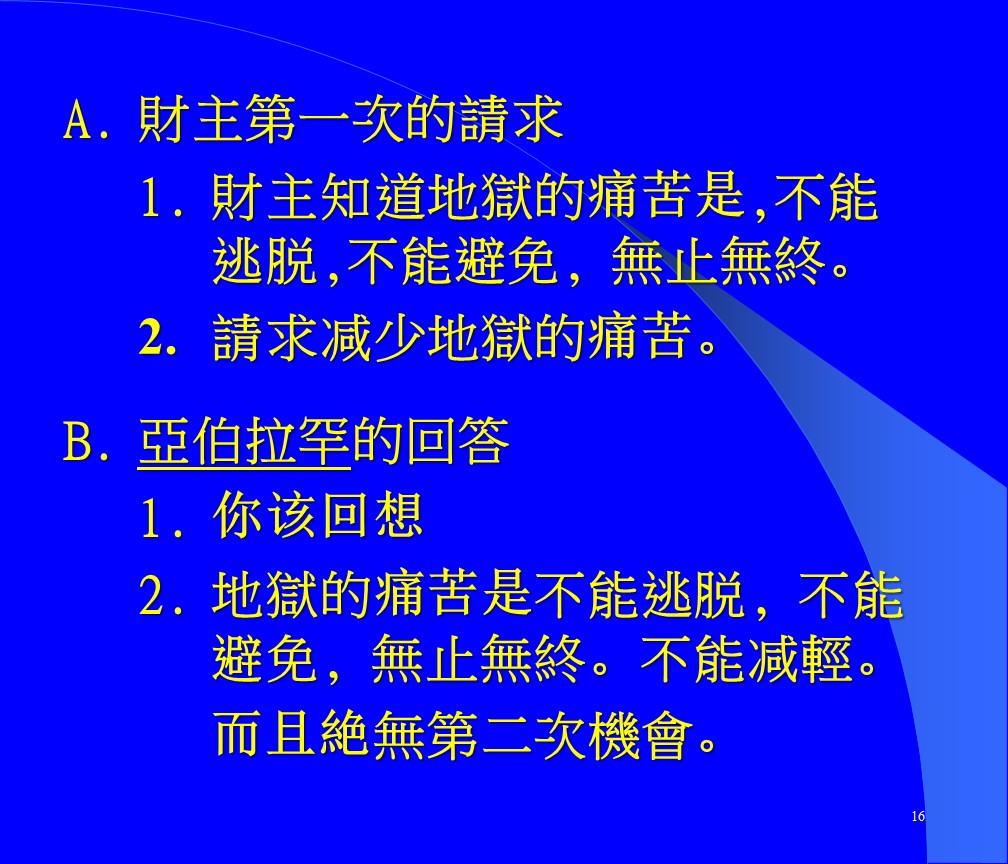 A. 財主第一次的請求
1. 財主知道地獄的痛苦是,不能
逃脱,不能避免, 無止無終。
2. 請求减少地獄的痛苦。
B. 亞伯拉罕的回答
1. 你该回想
2. 地獄的痛苦是不能逃脱, 不能
避免, 無止無終。不能减輕。
而且絶無第二次機會。
16